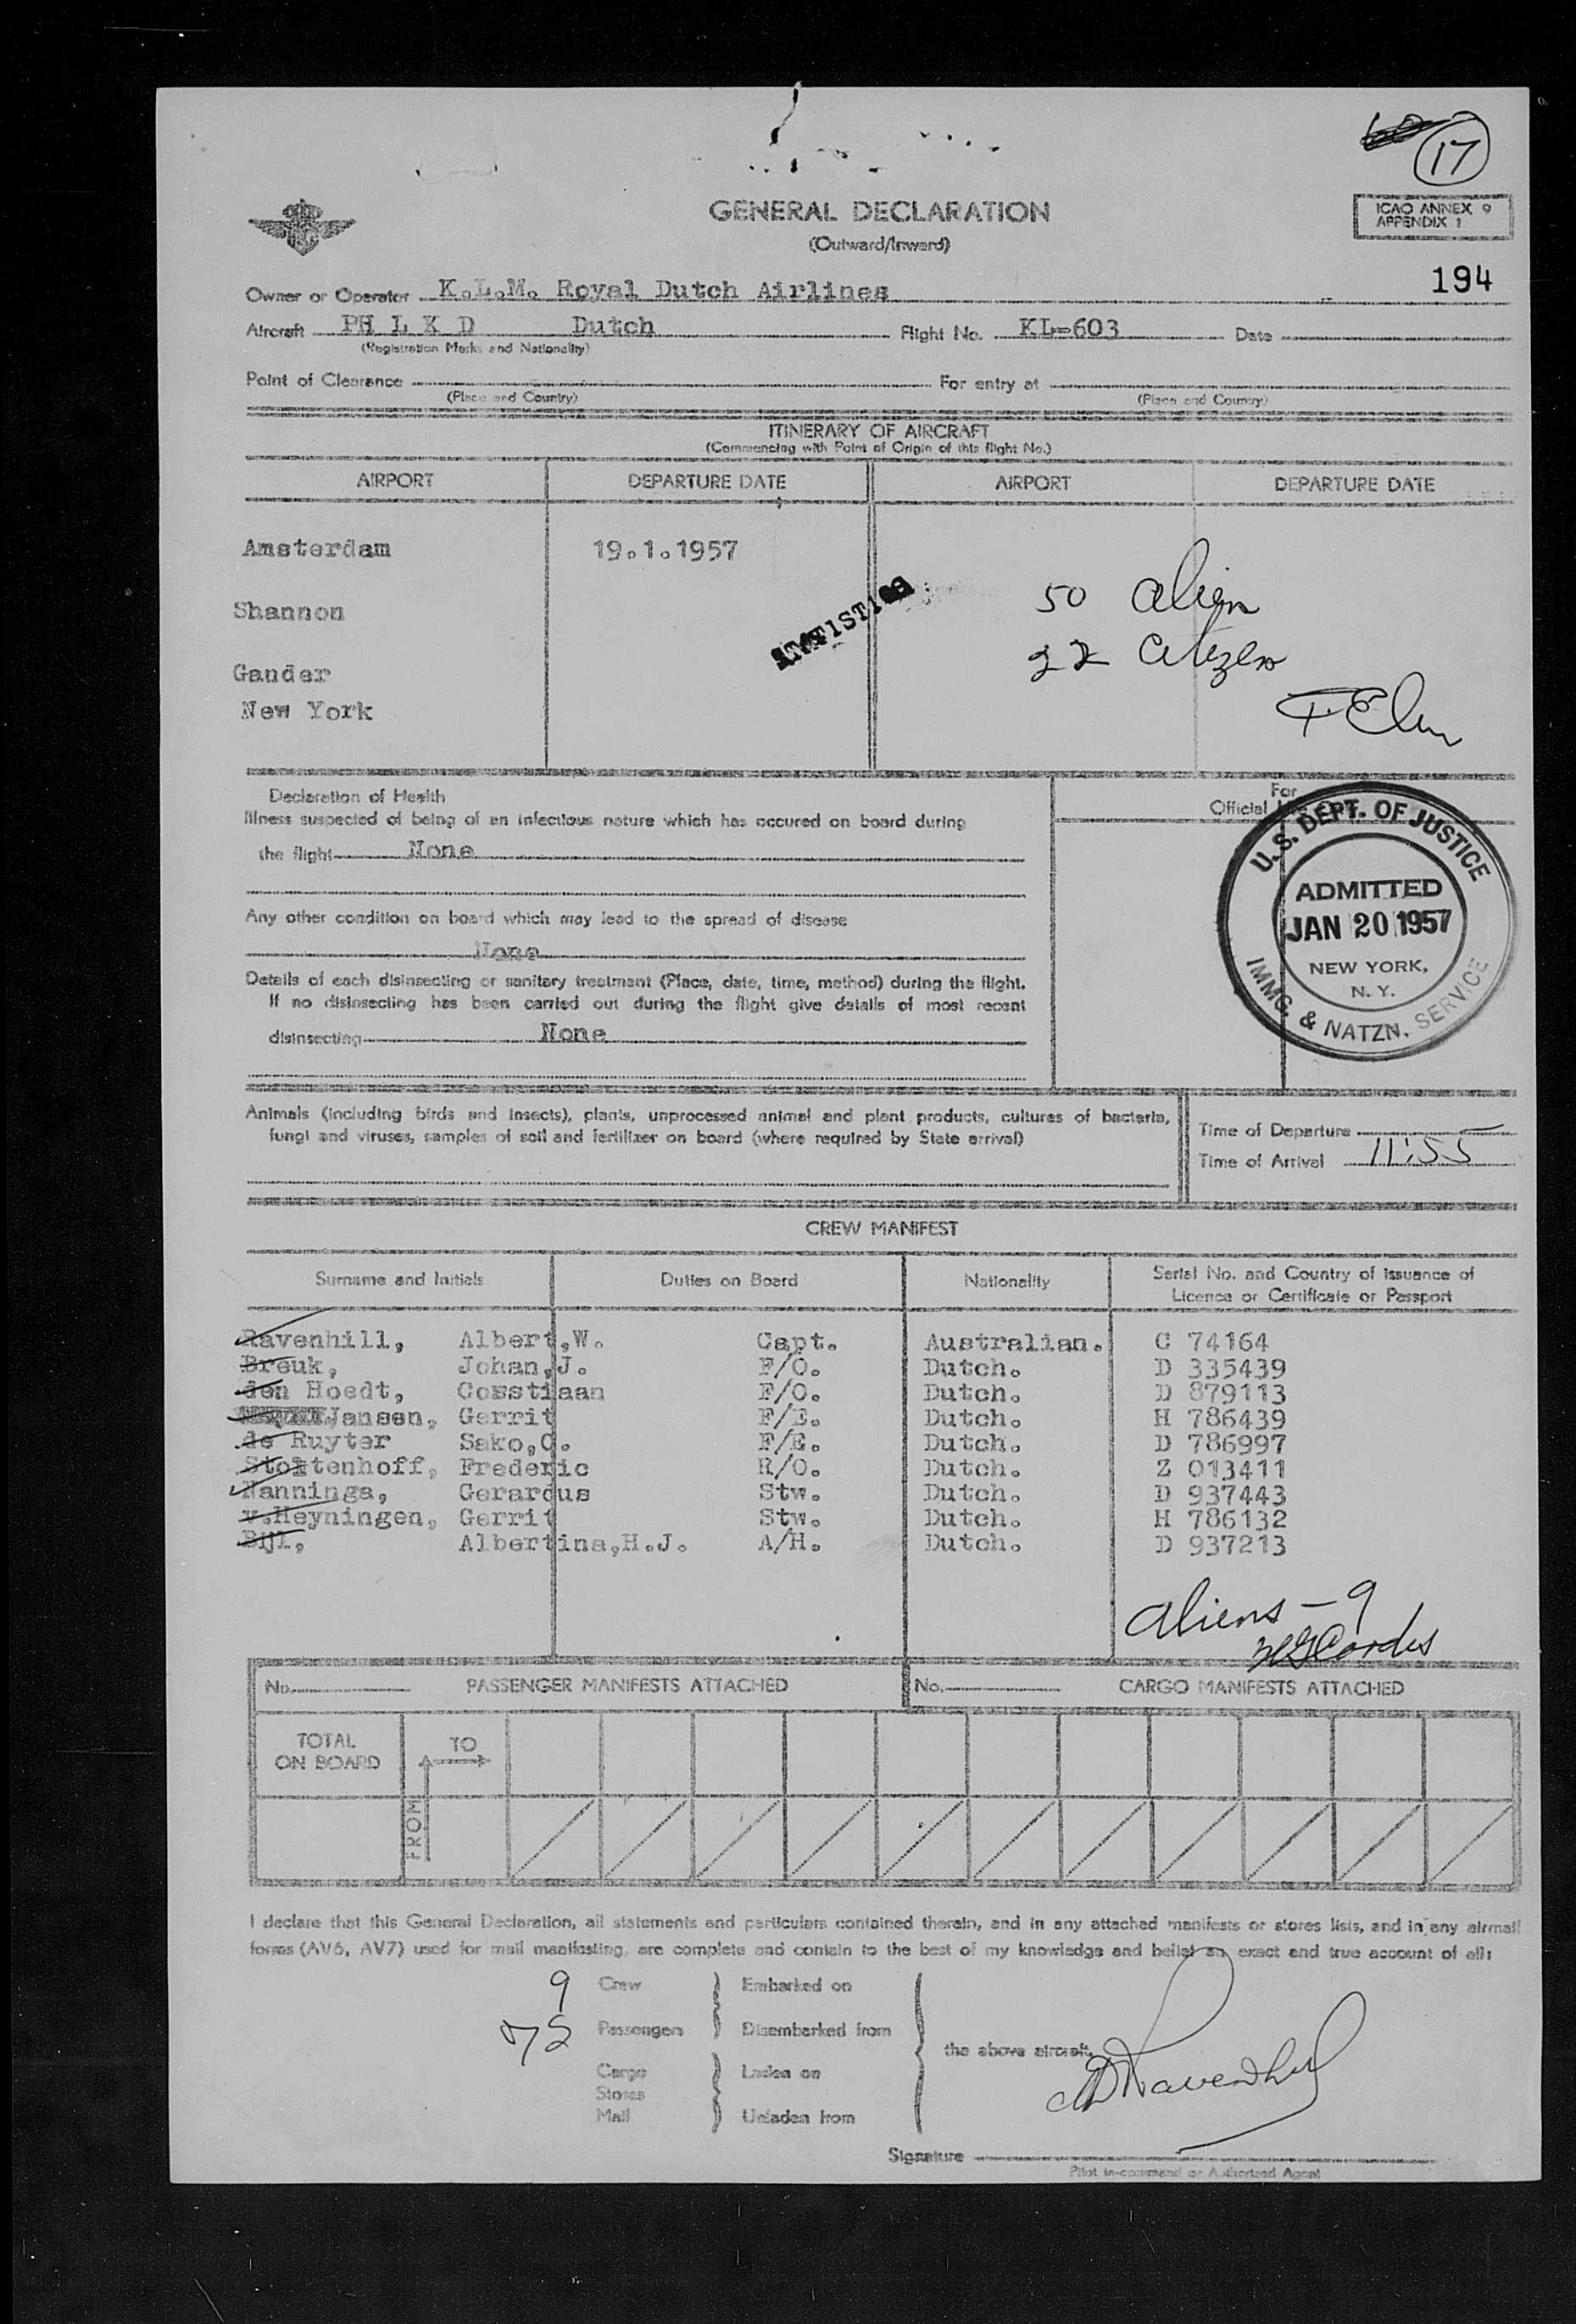 17
GENERAL DECLARATION
(Outward/Inward)
ICAO ANNEX 9
APPENDIX 1
194
Owner or Operator K.L.M. Royal Dutch Airlines
Aircraft PH L K D Dutch Flight No. KL-603 Date
(Registration Marks and Nationality)
Point of Clearance For entry at
(Place and Country) (Place and Country)
ITINERARY OF AIRCRAFT
(Commencing with Point of Origin of this flight No.)
AIRPORT DEPARTURE DATE AIRPORT DEPARTURE DATE
Amsterdam 19.1.1957
Shannon
Gander
New York
50 alien
22 citizen
For
Official
Declaration of Health
Illness suspected of being of an infectious nature which has occured on board during
the flight None
Any other condition on board which may lead to the spread of disease
None
Details of each disinsecting or sanitary treatment (Place, date, time, method) during the flight.
If no disinsecting has been carried out during the flight give details of most recent
disinsecting None
U.S. DEPT. OF JUSTICE
ADMITTED
JAN 20 1957
NEW YORK,
N. Y.
IMMG. & NATZN. SERVICE
Animals (including birds and insects), plants, unprocessed animal and plant products, cultures of bacteria,
fungi and viruses, samples of soil and fertilizer on board (where required by State arrival)
Time of Departure
Time of Arrival 11:55
CREW MANIFEST
Surname and Initials Duties on Board Nationality Serial No. and Country of issuance of
Licence or Certificate or Passport
Ravenhill, Albert,W. Capt. Australian. C 74164
Breuk, Johan,J. F/O. Dutch. D 335439
den Hoedt, Cosstiaan F/O. Dutch. D 879113
Jansen, Gerrit F/E. Dutch. H 786439
de Ruyter Sako,C. F/E. Dutch. D 786997
Stoktenhoff, Frederic R/O. Dutch. Z 013411
Nanninga, Gerardus Stw. Dutch. D 937443
v.Heyningen, Gerrit Stw. Dutch. H 786132
Bijl, Albertina,H.J. A/H. Dutch. D 937213
aliens - 9
No. PASSENGER MANIFESTS ATTACHED No. CARGO MANIFESTS ATTACHED
TOTAL
ON BOARD
TO
FROM
I declare that this General Declaration, all statements and particulars contained therein, and in any attached manifests or stores lists, and in any airmail
forms (AV6, AV7) used for mail manifesting, are complete and contain to the best of my knowledge and belief an exact and true account of all:
9 Crew Embarked on
72 Passengers Disembarked from
the above aircraft.
Cargo Laden on
Stores
Mail Unladen from
Signature
Pilot in-command or Authorized Agent